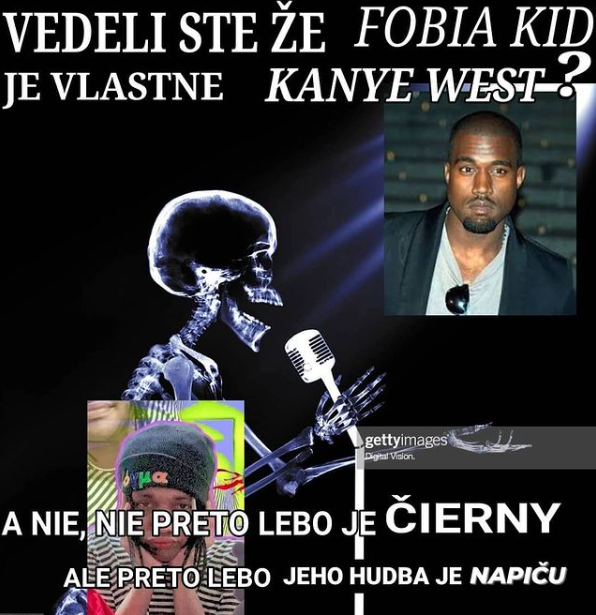 VEDELI STE ŽE FOBIA KID
JE VLASTNE KANYE WEST?
gettyimages
Digital Vision.
A NIE, NIE PRETO LEBO JE ČIERNY
ALE PRETO LEBO JEHO HUDBA JE NAPIČU